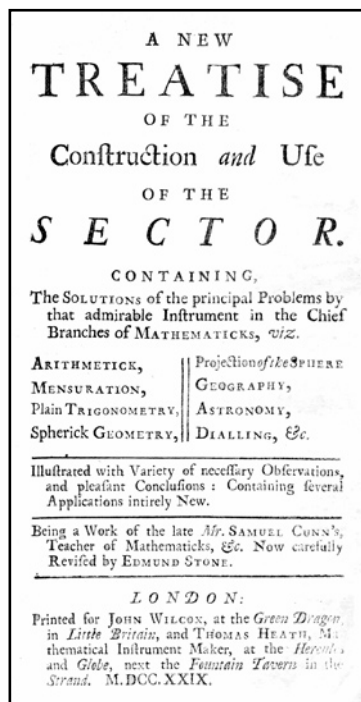 A NEW
TREATISE
OF THE
Conſtruction and Uſe
OF THE
SECTOR.
CONTAINING,
The SOLUTIONS of the principal Problems by
that admirable Inſtrument in the Chief
Branches of MATHEMATICKS, viz.
ARITHMETICK,
MENSURATION,
Plain TRIGONOMETRY,
Spherick GEOMETRY,
Projection of the SPHERE
GEOGRAPHY,
ASTRONOMY,
DIALLING, &c.
Illuſtrated with Variety of neceſſary Obſervations,
and pleaſant Concluſions : Containing ſeveral
Applications intirely New.
Being a Work of the late Mr. SAMUEL CUNN's,
Teacher of Mathematicks, &c. Now carefully
Reviſed by EDMUND STONE.
LONDON:
Printed for JOHN WILCOX, at the Green Dragon,
in Little Britain, and THOMAS HEATH, Ma-
thematical Inſtrument Maker, at the Hercules
and Globe, next the Fountain Tavern in the
Strand. M.DCC.XXIX.